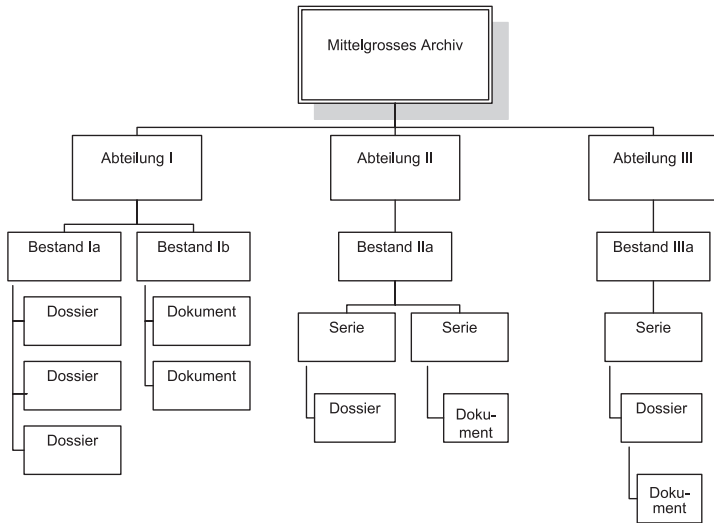 Mittelgrosses Archiv
Abteilung I
Abteilung II
Abteilung III
Bestand Ia
Bestand Ib
Bestand IIa
Bestand IIIa
Dossier
Dokument
Serie
Serie
Serie
Dossier
Dokument
Dossier
Doku-
ment
Dossier
Dossier
Doku-
ment